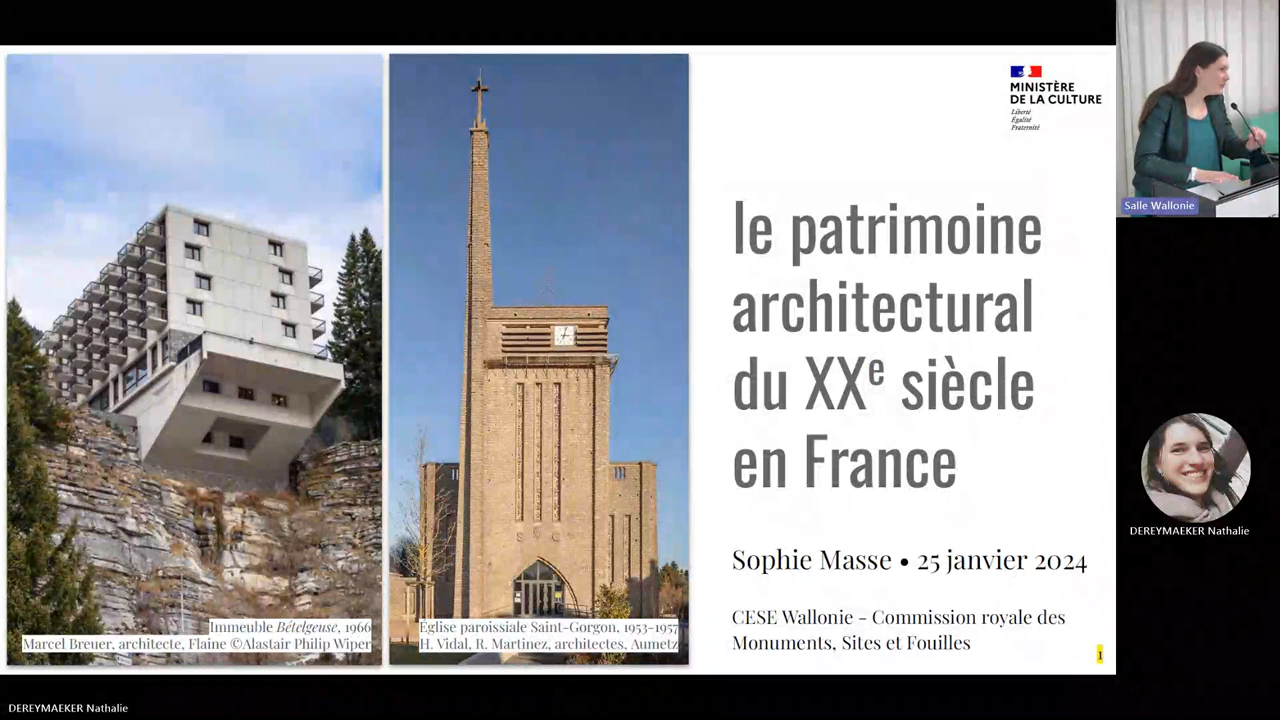 MINISTÈRE
DE LA CULTURE
Liberté
Égalité
Fraternité
le patrimoine
architectural
du XXe siècle
en France
Sophie Masse • 25 janvier 2024
CESE Wallonie – Commission royale des
Monuments, Sites et Fouilles
1
Immeuble Bételgeuse, 1966
Marcel Breuer, architecte, Flaine ©Alastair Philip Wiper
Église paroissiale Saint-Gorgon, 1953-1957
H. Vidal, R. Martinez, architectes, Aumetz
Salle Wallonie
DEREYMAEKER Nathalie
DEREYMAEKER Nathalie